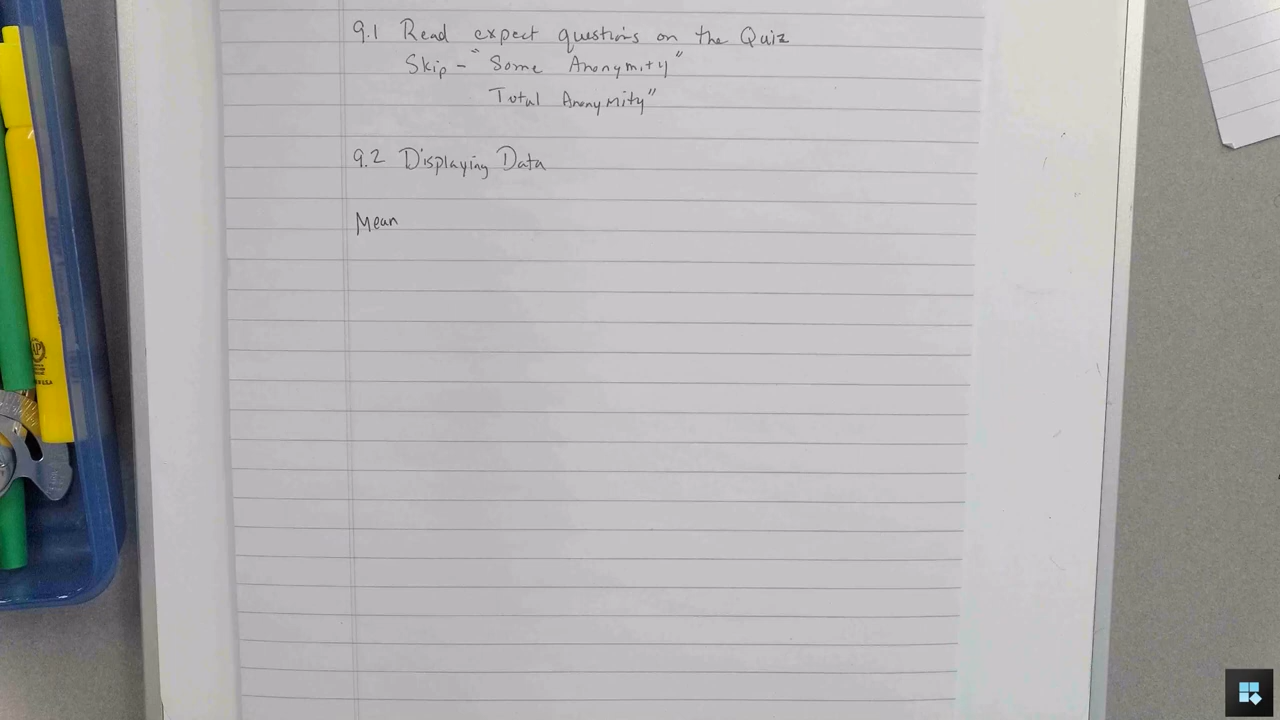 9.1 Read expect questions on the Quiz
Skip - "Some Anonymity"
Total Anonymity"
9.2 Displaying Data
Mean